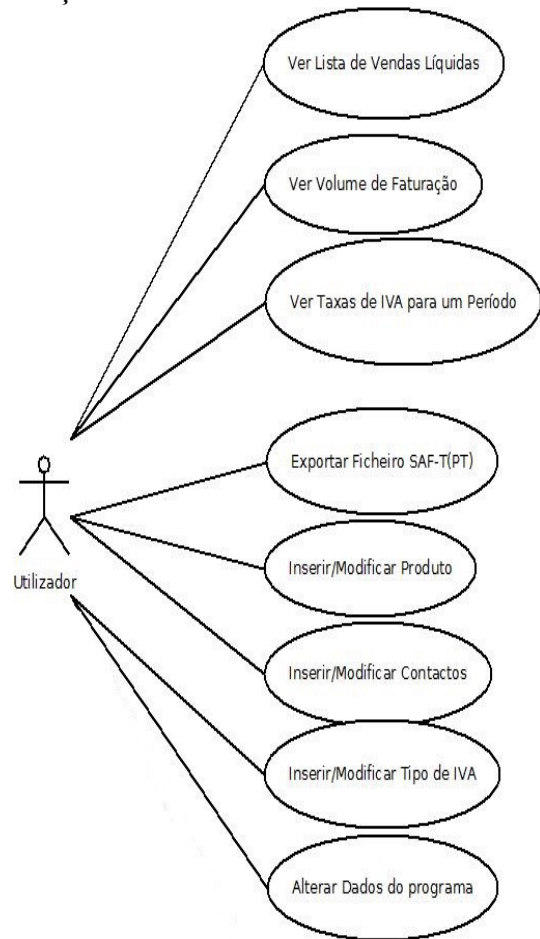 Ver Lista de Vendas Líquidas
Ver Volume de Faturação
Ver Taxas de IVA para um Período
Exportar Ficheiro SAF-T(PT)
Inserir/Modificar Produto
Utilizador
Inserir/Modificar Contactos
Inserir/Modificar Tipo de IVA
Alterar Dados do programa